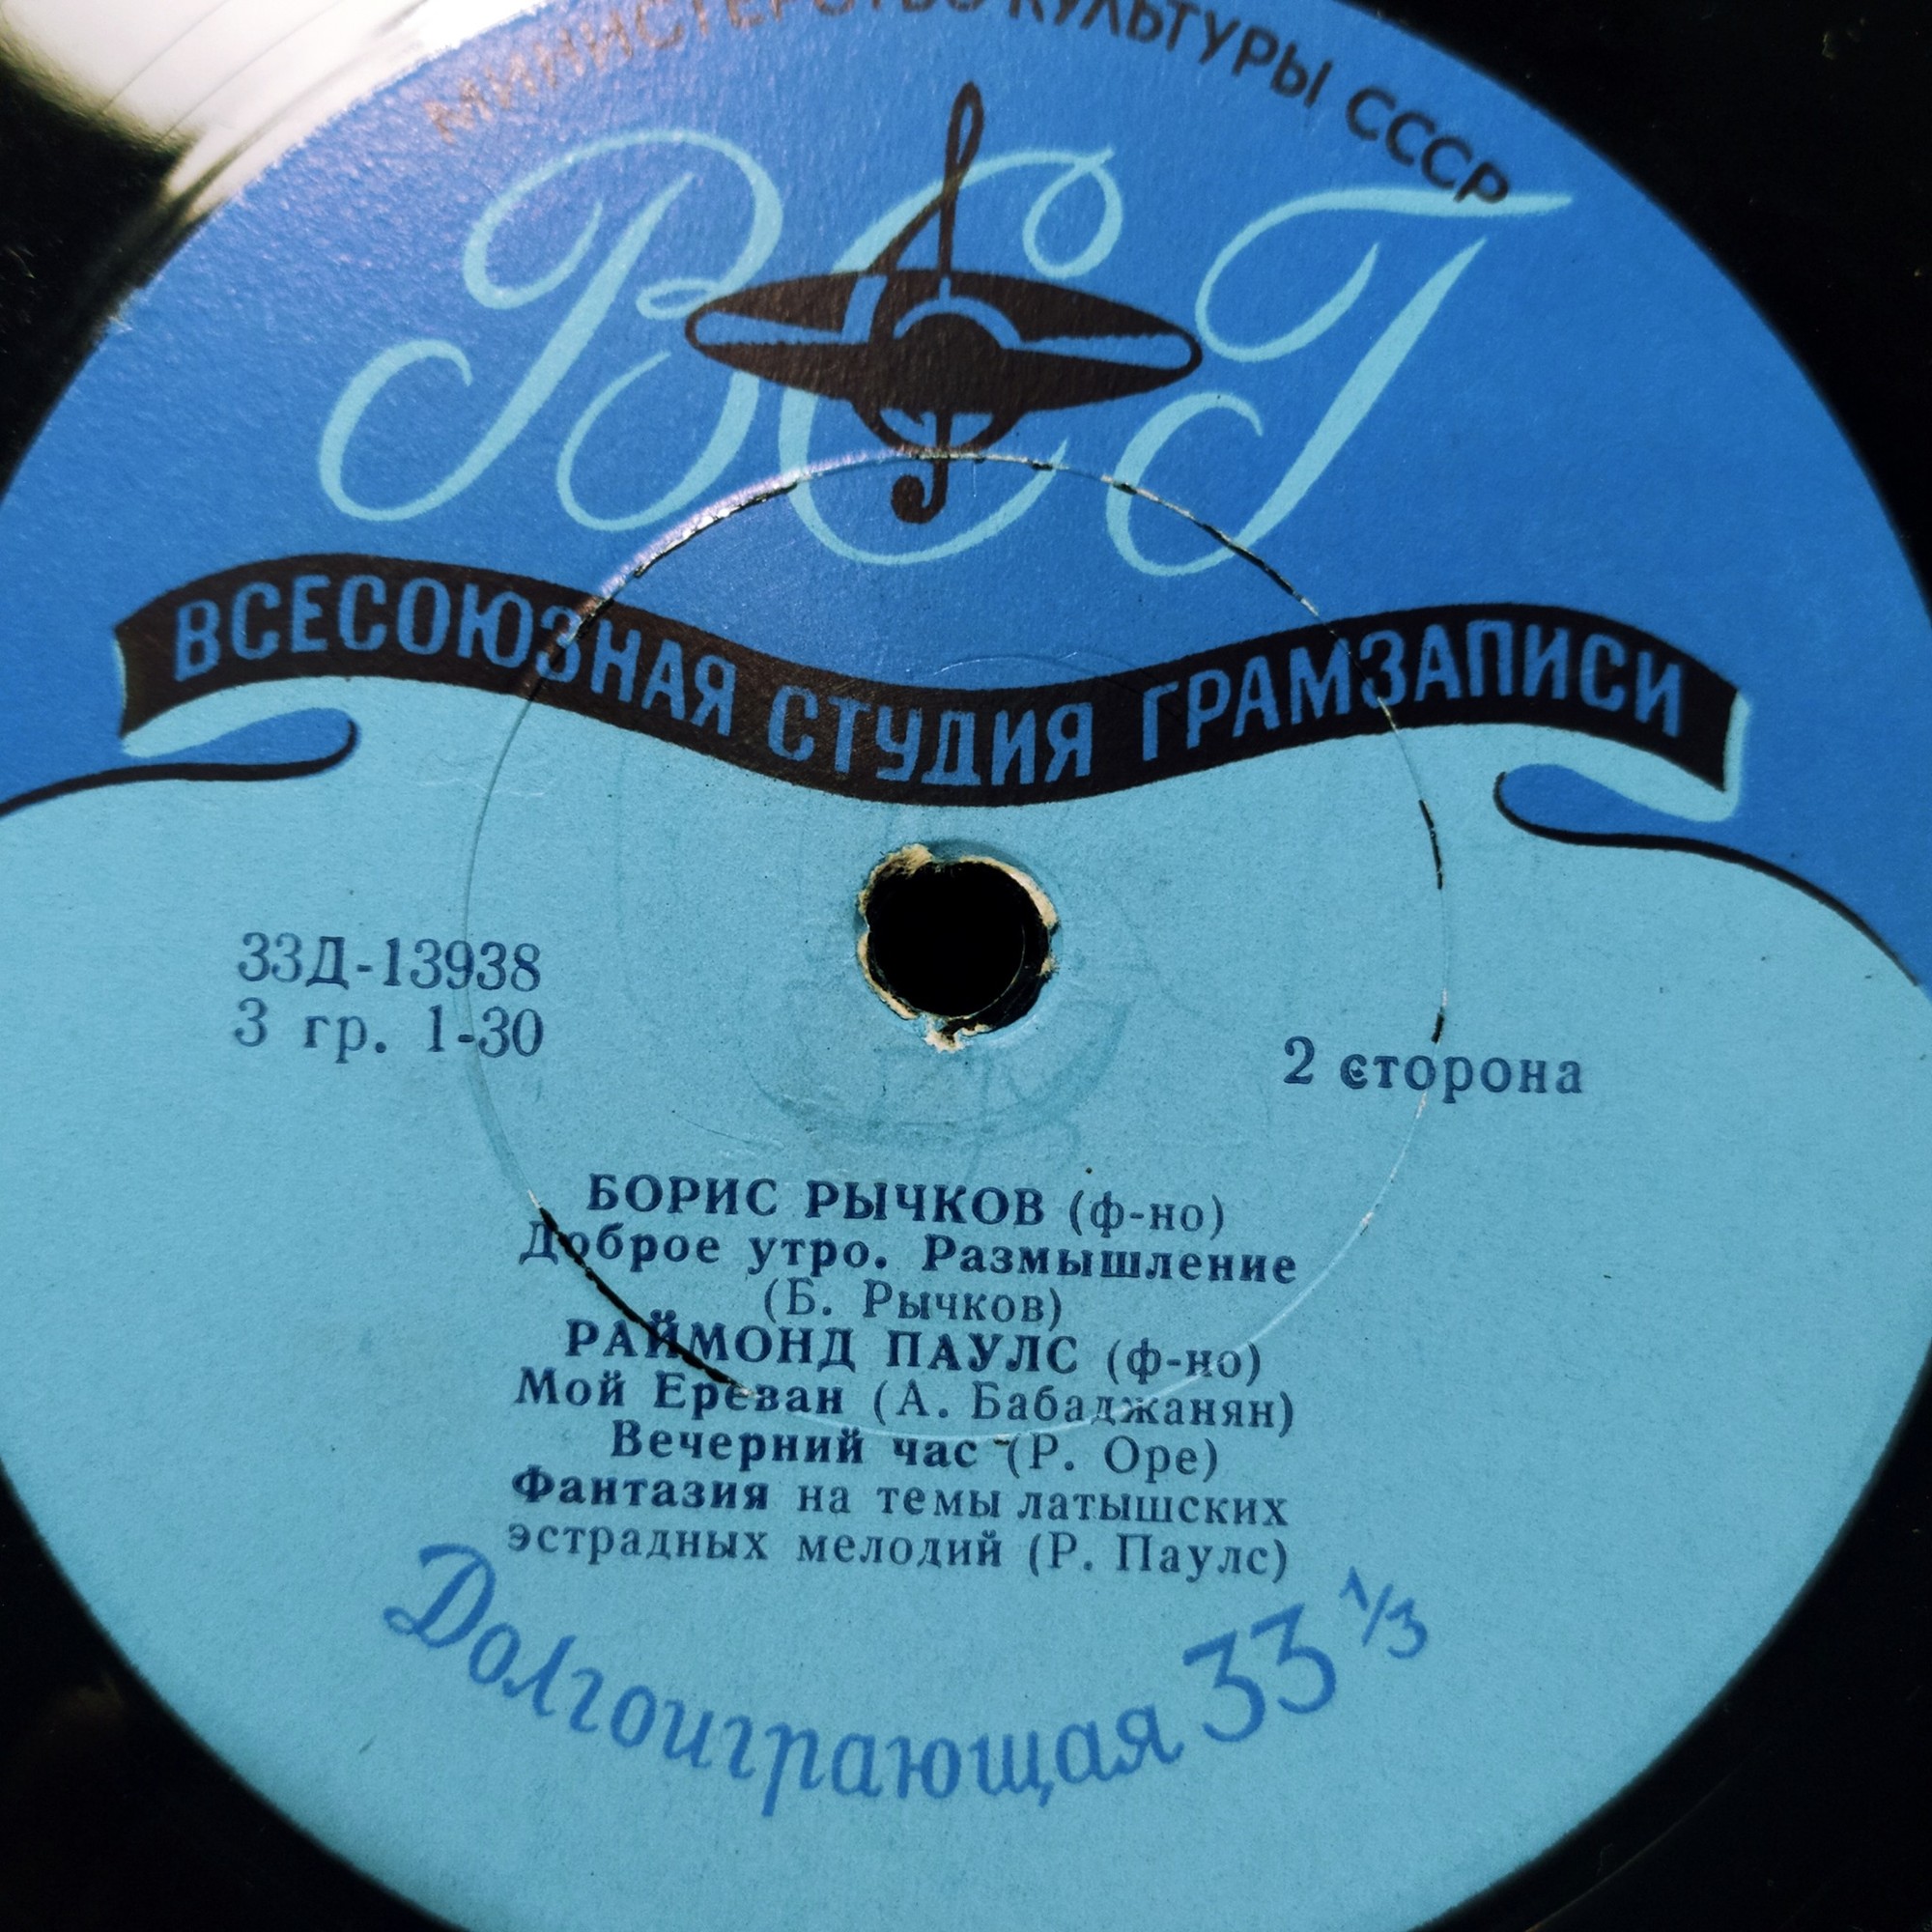 МИНИСТЕРСТВО КУЛЬТУРЫ СССР
ВСГ
ВСЕСОЮЗНАЯ СТУДИЯ ГРАМЗАПИСИ
33Д-13938
3 гр. 1-30
2 сторона
БОРИС РЫЧКОВ (ф-но)
Доброе утро. Размышление
(Б. Рычков)
РАЙМОНД ПАУЛС (ф-но)
Мой Ереван (А. Бабаджанян)
Вечерний час (Р. Оре)
Фантазия на темы латышских
эстрадных мелодий (Р. Паулс)
Долгоиграющая 33 1/3